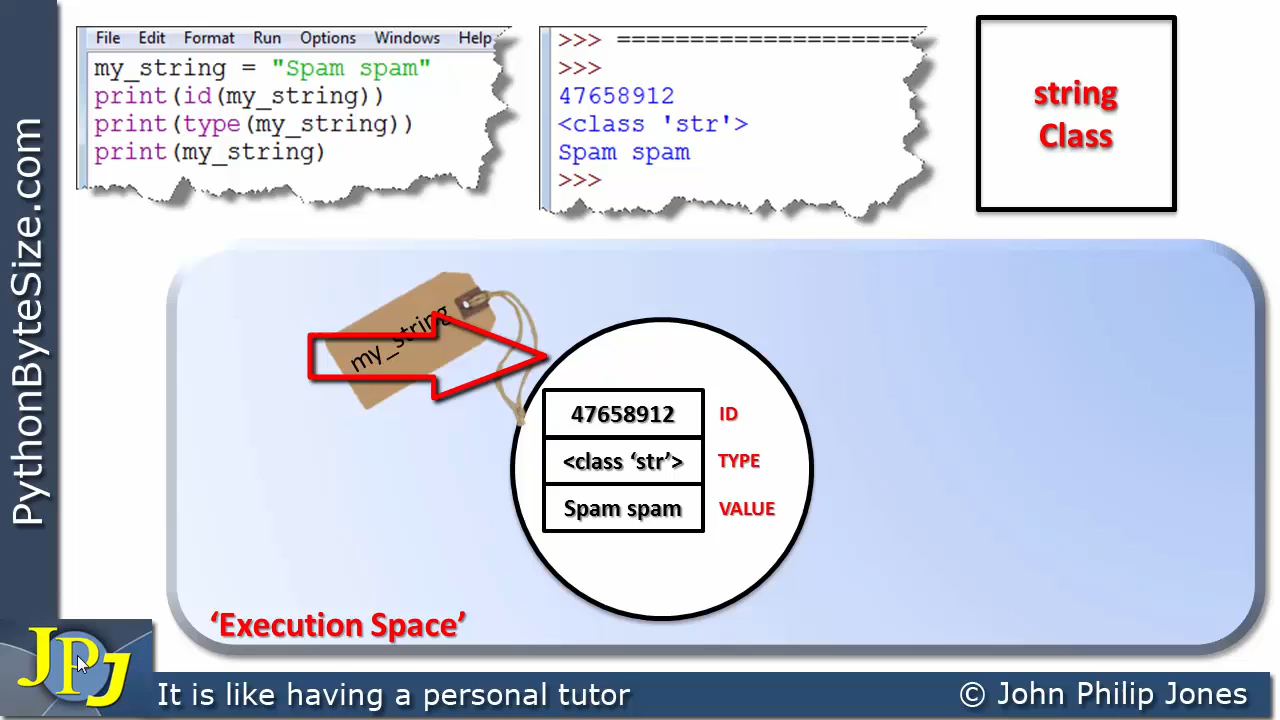 PythonByteSize.com
File Edit Format Run Options Windows Help
my_string = "Spam spam"
print(id(my_string))
print(type(my_string))
print(my_string)
>>> =====================
>>>
47658912
<class 'str'>
Spam spam
>>>
string
Class
my_string
47658912 ID
<class ‘str’> TYPE
Spam spam VALUE
‘Execution Space’
JPJ
It is like having a personal tutor
© John Philip Jones